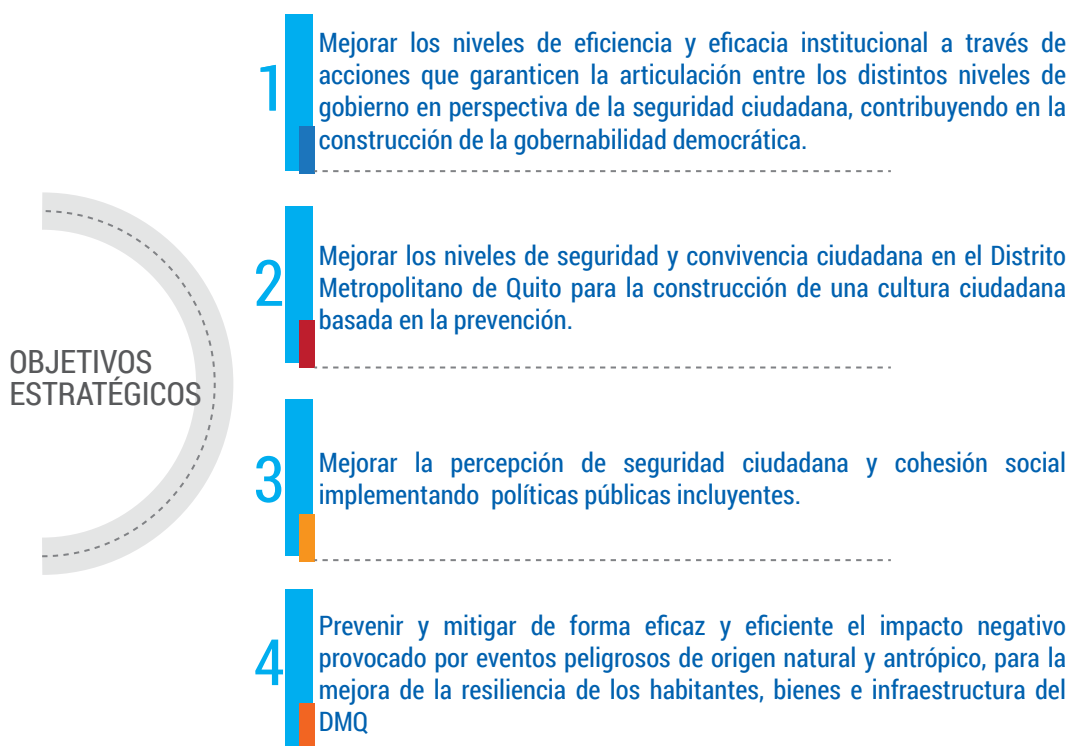 OBJETIVOS
ESTRATÉGICOS
1
Mejorar los niveles de eficiencia y eficacia institucional a través de
acciones que garanticen la articulación entre los distintos niveles de
gobierno en perspectiva de la seguridad ciudadana, contribuyendo en la
construcción de la gobernabilidad democrática.
2
Mejorar los niveles de seguridad y convivencia ciudadana en el Distrito
Metropolitano de Quito para la construcción de una cultura ciudadana
basada en la prevención.
3
Mejorar la percepción de seguridad ciudadana y cohesión social
implementando políticas públicas incluyentes.
4
Prevenir y mitigar de forma eficaz y eficiente el impacto negativo
provocado por eventos peligrosos de origen natural y antrópico, para la
mejora de la resiliencia de los habitantes, bienes e infraestructura del
DMQ